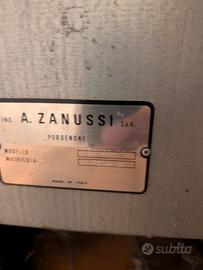 ING. A. ZANUSSI S.p.A.
PORDENONE
MODELLO
MATRICOLA
MADE IN ITALY
subito